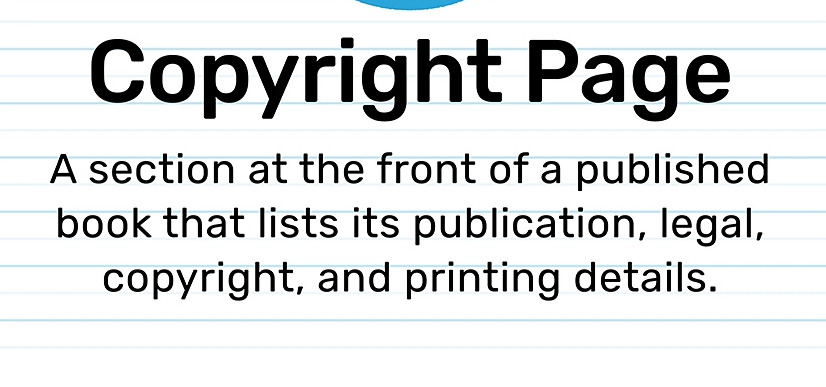 Copyright Page
A section at the front of a published
book that lists its publication, legal,
copyright, and printing details.